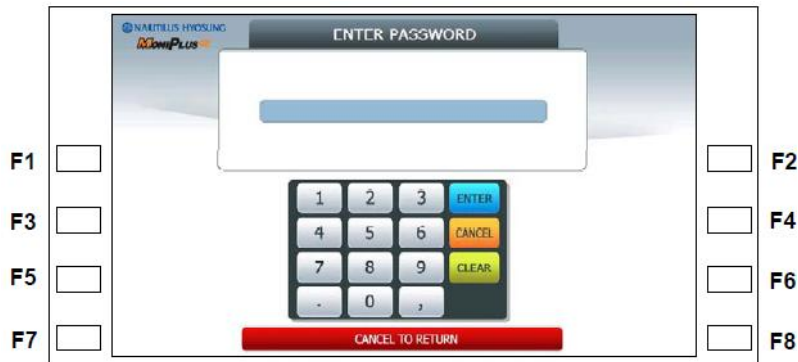 NAUTILUS HYOSUNG
MoniPlus
ENTER PASSWORD
F1
F2
1 2 3 ENTER
F3
F4
4 5 6 CANCEL
F5
F6
7 8 9 CLEAR
. 0 ,
F7
CANCEL TO RETURN
F8